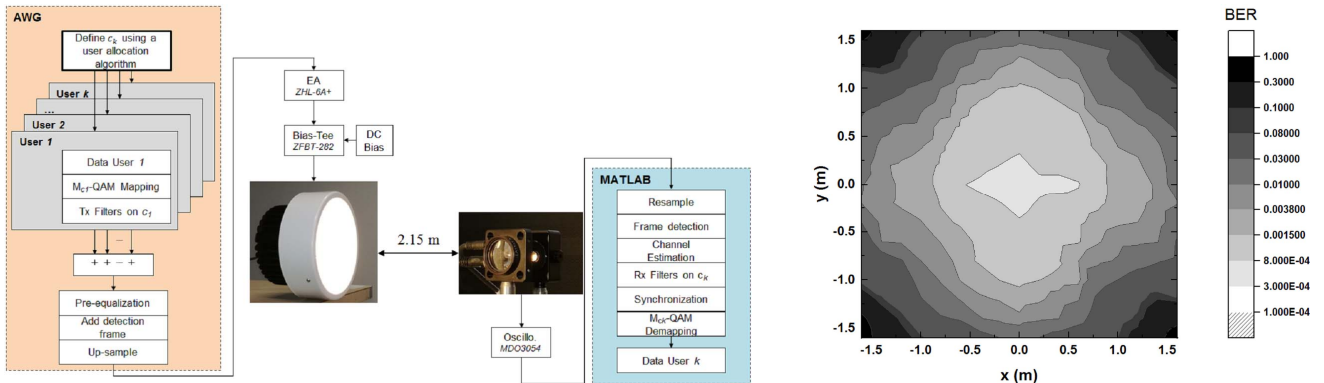 AWG
Define ck using a
user allocation
algorithm
User k
...
User 2
User 1
Data User 1
Mc1-QAM Mapping
Tx Filters on c1
...
+ + ... +
Pre-equalization
Add detection
frame
Up-sample
EA
ZHL-6A+
Bias-Tee
ZFBT-282
DC
Bias
2.15 m
Oscillo.
MDO3054
MATLAB
Resample
Frame detection
Channel
Estimation
Rx Filters on ck
Synchronization
Mck-QAM
Demapping
Data User k
BER
1.000
0.3000
0.1000
0.08000
0.03000
0.01000
0.003800
0.001500
8.000E-04
3.000E-04
1.000E-04
y (m)
1.5
1.0
0.5
0.0
-0.5
-1.0
-1.5
-1.5 -1.0 -0.5 0.0 0.5 1.0 1.5
x (m)